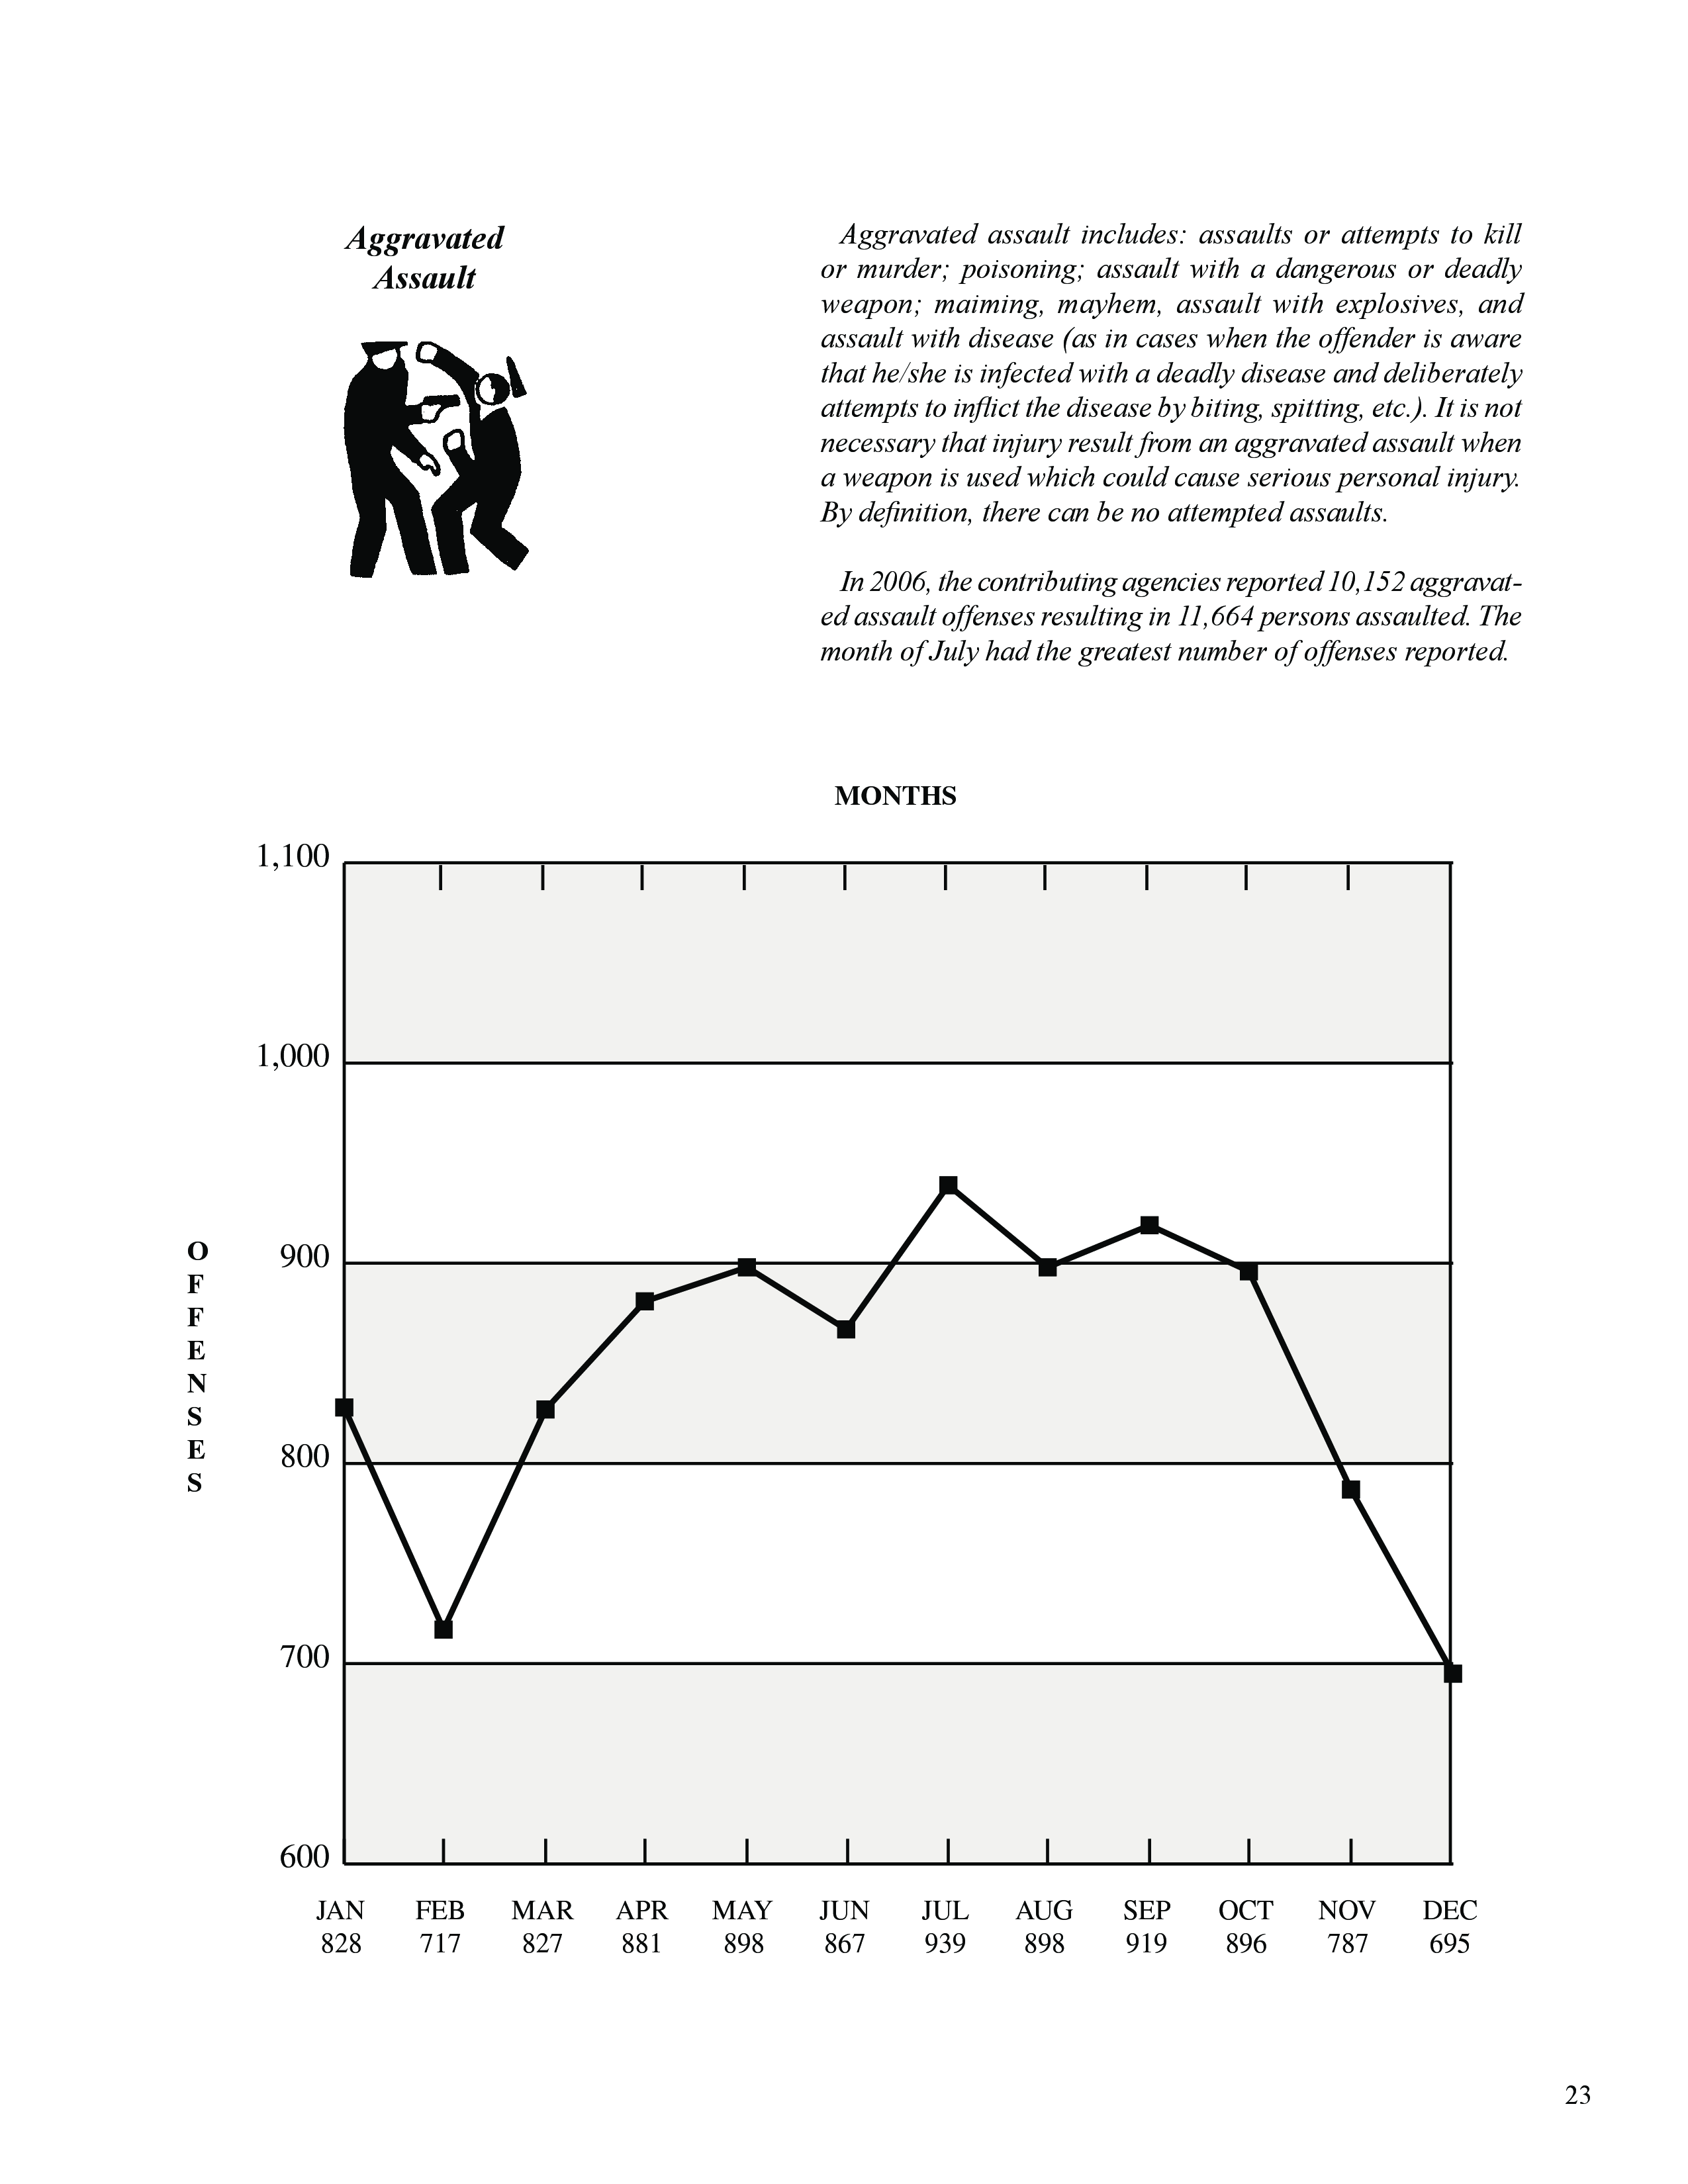 Aggravated
Assault
Aggravated assault includes: assaults or attempts to kill
or murder; poisoning; assault with a dangerous or deadly
weapon; maiming, mayhem, assault with explosives, and
assault with disease (as in cases when the offender is aware
that he/she is infected with a deadly disease and deliberately
attempts to inflict the disease by biting, spitting, etc.). It is not
necessary that injury result from an aggravated assault when
a weapon is used which could cause serious personal injury.
By definition, there can be no attempted assaults.
In 2006, the contributing agencies reported 10,152 aggravat-
ed assault offenses resulting in 11,664 persons assaulted. The
month of July had the greatest number of offenses reported.
MONTHS
1,100
1,000
900
800
700
600
O
F
F
E
N
S
E
S
JAN FEB MAR APR MAY JUN JUL AUG SEP OCT NOV DEC
828 717 827 881 898 867 939 898 919 896 787 695
23